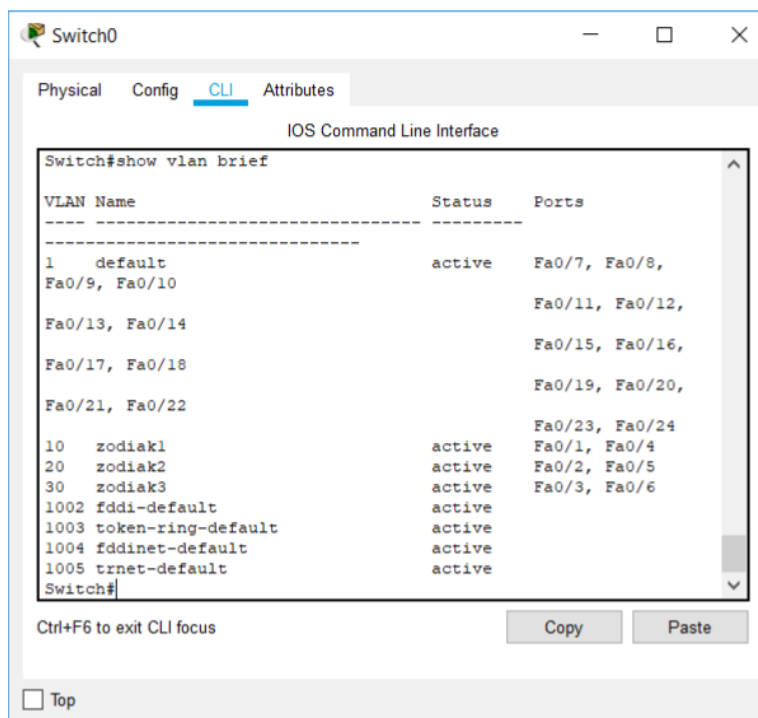 Switch0
Physical Config CLI Attributes
IOS Command Line Interface
Switch#show vlan brief
VLAN Name Status Ports
---- -------------------------------- ---------
-------------------------------
1 default active Fa0/7, Fa0/8,
Fa0/9, Fa0/10
Fa0/11, Fa0/12,
Fa0/13, Fa0/14
Fa0/15, Fa0/16,
Fa0/17, Fa0/18
Fa0/19, Fa0/20,
Fa0/21, Fa0/22
Fa0/23, Fa0/24
10 zodiak1 active Fa0/1, Fa0/4
20 zodiak2 active Fa0/2, Fa0/5
30 zodiak3 active Fa0/3, Fa0/6
1002 fddi-default active
1003 token-ring-default active
1004 fddinet-default active
1005 trnet-default active
Switch#
Ctrl+F6 to exit CLI focus
Copy Paste
Top